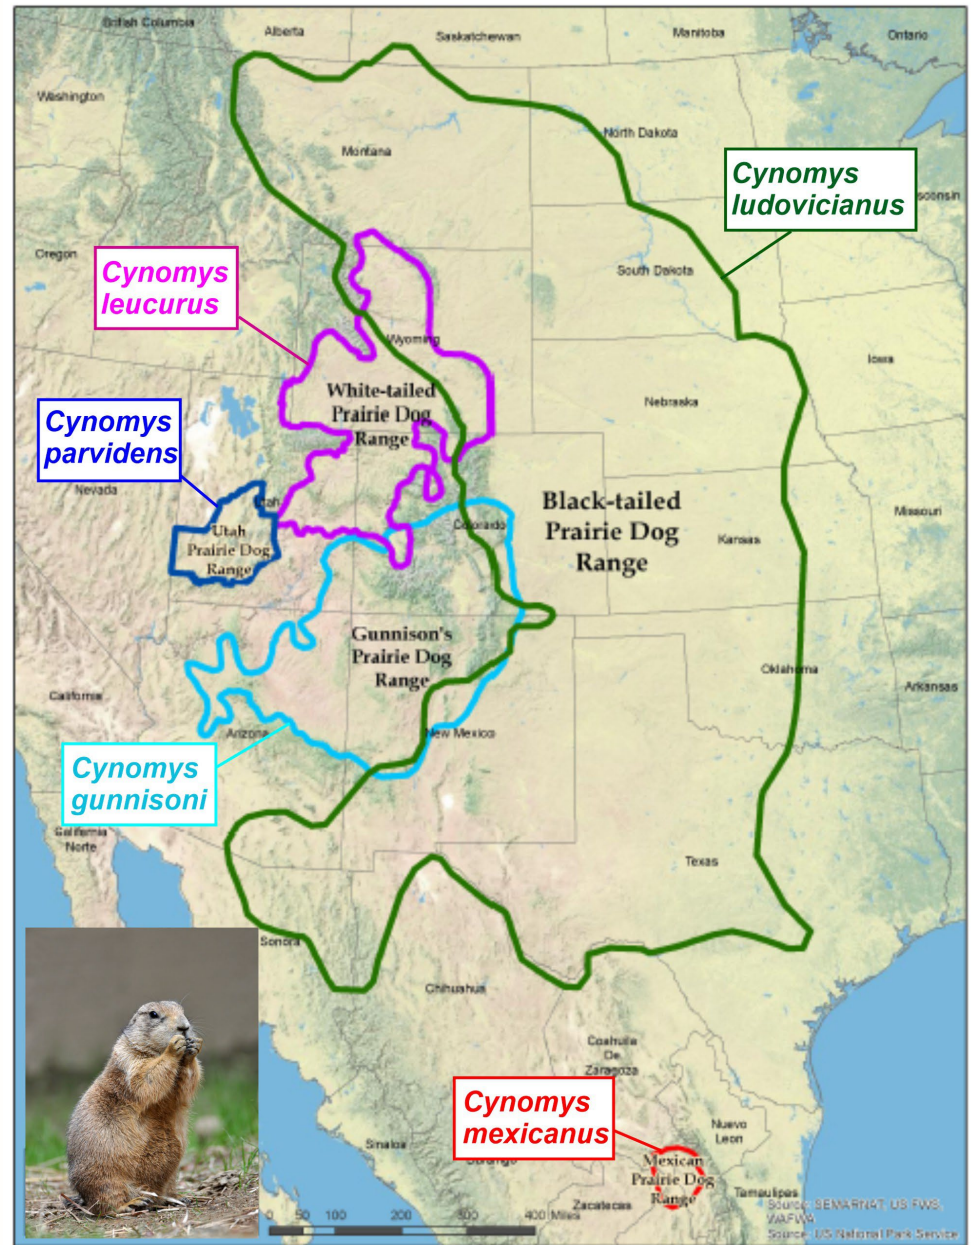 British Columbia
Alberta
Saskatchewan
Manitoba
Ontario
Washington
North Dakota
Montana
Cynomys
ludovicianus
sconsin
Oregon
Cynomys
leucurus
South Dakota
Wyoming
Iowa
White-tailed
Prairie Dog
Range
Nebraska
Cynomys
parvidens
Nevada
Utah
Black-tailed
Prairie Dog
Range
Colorado
Missouri
Kansas
Utah
Prairie Dog
Range
Gunnison's
Prairie Dog
Range
Oklahoma
Arkansas
California
Arizona
New Mexico
Cynomys
gunnisoni
California
Norte
Texas
Sonora
Chihuahua
Coahuila
De
Zaragoza
Cynomys
mexicanus
Nuevo
Leon
Sinaloa
Durango
Mexican
Prairie Dog
Range
Tamaulipas
Zacatecas
Source: SEMARNAT, US FWS,
WAFWA
Source: US National Park Service
0 50 100 200 300 400 Miles